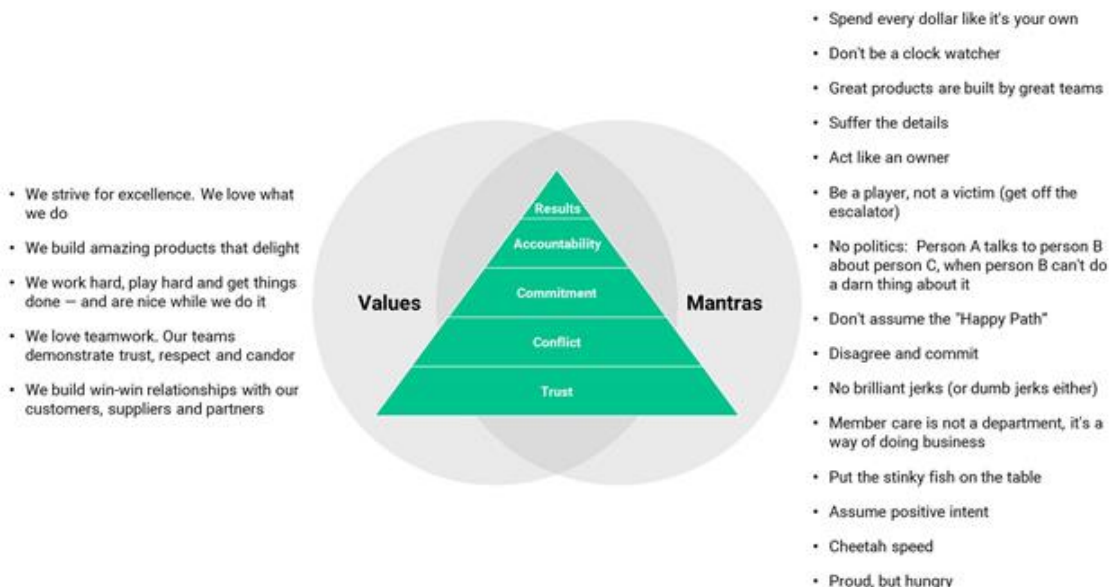 • We strive for excellence. We love what
we do
• We build amazing products that delight
• We work hard, play hard and get things
done — and are nice while we do it
• We love teamwork. Our teams
demonstrate trust, respect and candor
• We build win-win relationships with our
customers, suppliers and partners
Values
Results
Accountability
Commitment
Conflict
Trust
Mantras
• Spend every dollar like it's your own
• Don't be a clock watcher
• Great products are built by great teams
• Suffer the details
• Act like an owner
• Be a player, not a victim (get off the
escalator)
• No politics: Person A talks to person B
about person C, when person B can't do
a darn thing about it
• Don't assume the "Happy Path"
• Disagree and commit
• No brilliant jerks (or dumb jerks either)
• Member care is not a department, it's a
way of doing business
• Put the stinky fish on the table
• Assume positive intent
• Cheetah speed
• Proud, but hungry